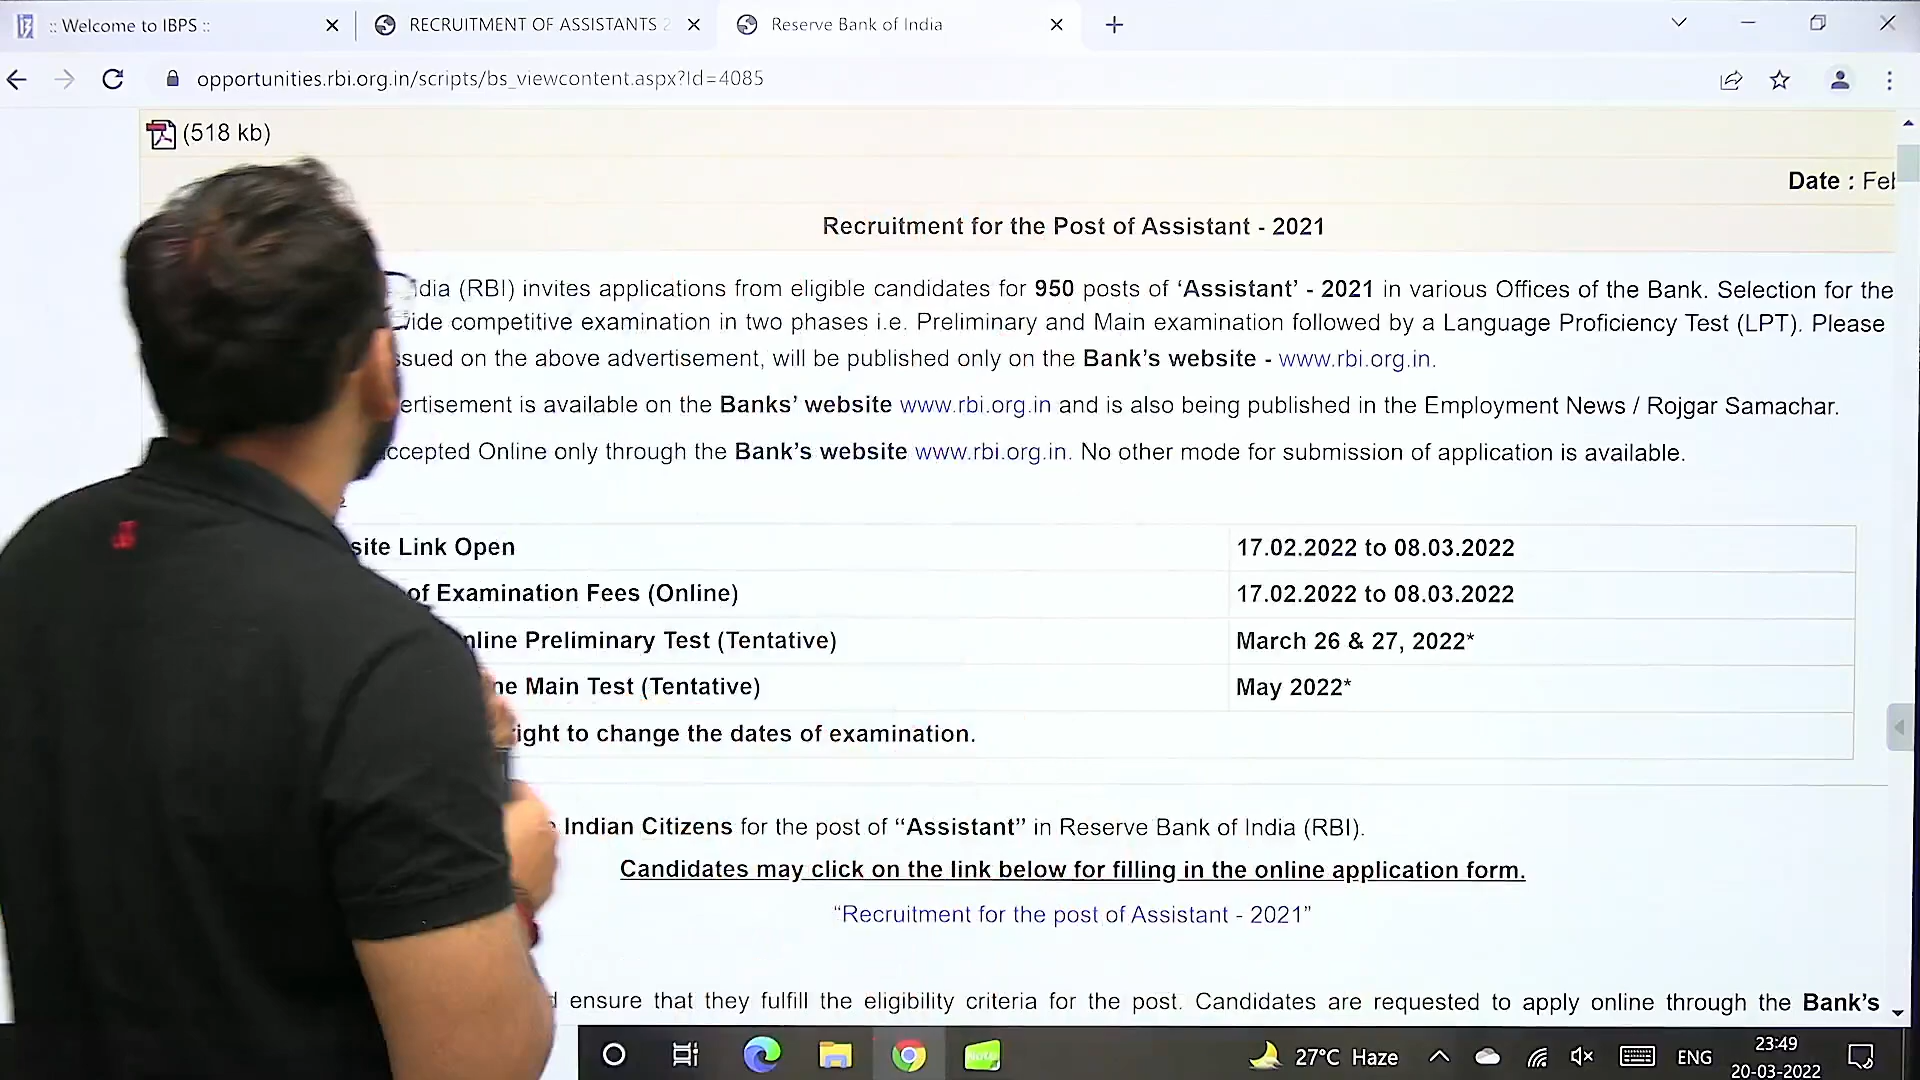 :: Welcome to IBPS ::
RECRUITMENT OF ASSISTANTS
Reserve Bank of India
opportunities.rbi.org.in/scripts/bs_viewcontent.aspx?Id=4085
(518 kb)
Date :
Recruitment for the Post of Assistant - 2021
(RBI) invites applications from eligible candidates for 950 posts of ‘Assistant’ - 2021 in various Offices of the Bank. Selection for the
competitive examination in two phases i.e. Preliminary and Main examination followed by a Language Proficiency Test (LPT). Please
on the above advertisement, will be published only on the Bank’s website - www.rbi.org.in.
is available on the Banks’ website www.rbi.org.in and is also being published in the Employment News / Rojgar Samachar.
Online only through the Bank’s website www.rbi.org.in. No other mode for submission of application is available.
Link Open 17.02.2022 to 08.03.2022
of Examination Fees (Online) 17.02.2022 to 08.03.2022
Preliminary Test (Tentative) March 26 & 27, 2022*
Main Test (Tentative) May 2022*
to change the dates of examination.
Indian Citizens for the post of “Assistant” in Reserve Bank of India (RBI).
Candidates may click on the link below for filling in the online application form.
“Recruitment for the post of Assistant - 2021”
ensure that they fulfill the eligibility criteria for the post. Candidates are requested to apply online through the Bank’s
27°C Haze
ENG
23:49
20-03-2022